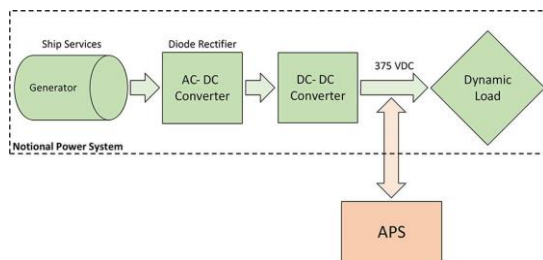 Ship Services
Generator
Diode Rectifier
AC- DC
Converter
DC- DC
Converter
375 VDC
Dynamic
Load
Notional Power System
APS